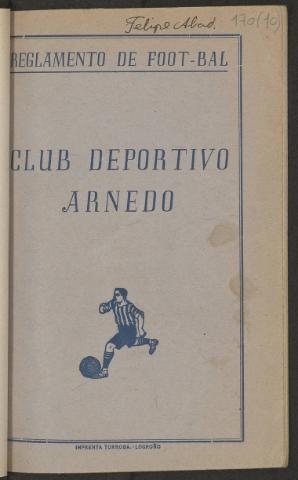 Felipe Abad.
170(10)
REGLAMENTO DE FOOT-BAL
CLUB DEPORTIVO
ARNEDO
IMPRENTA TORROBA.-LOGROÑO